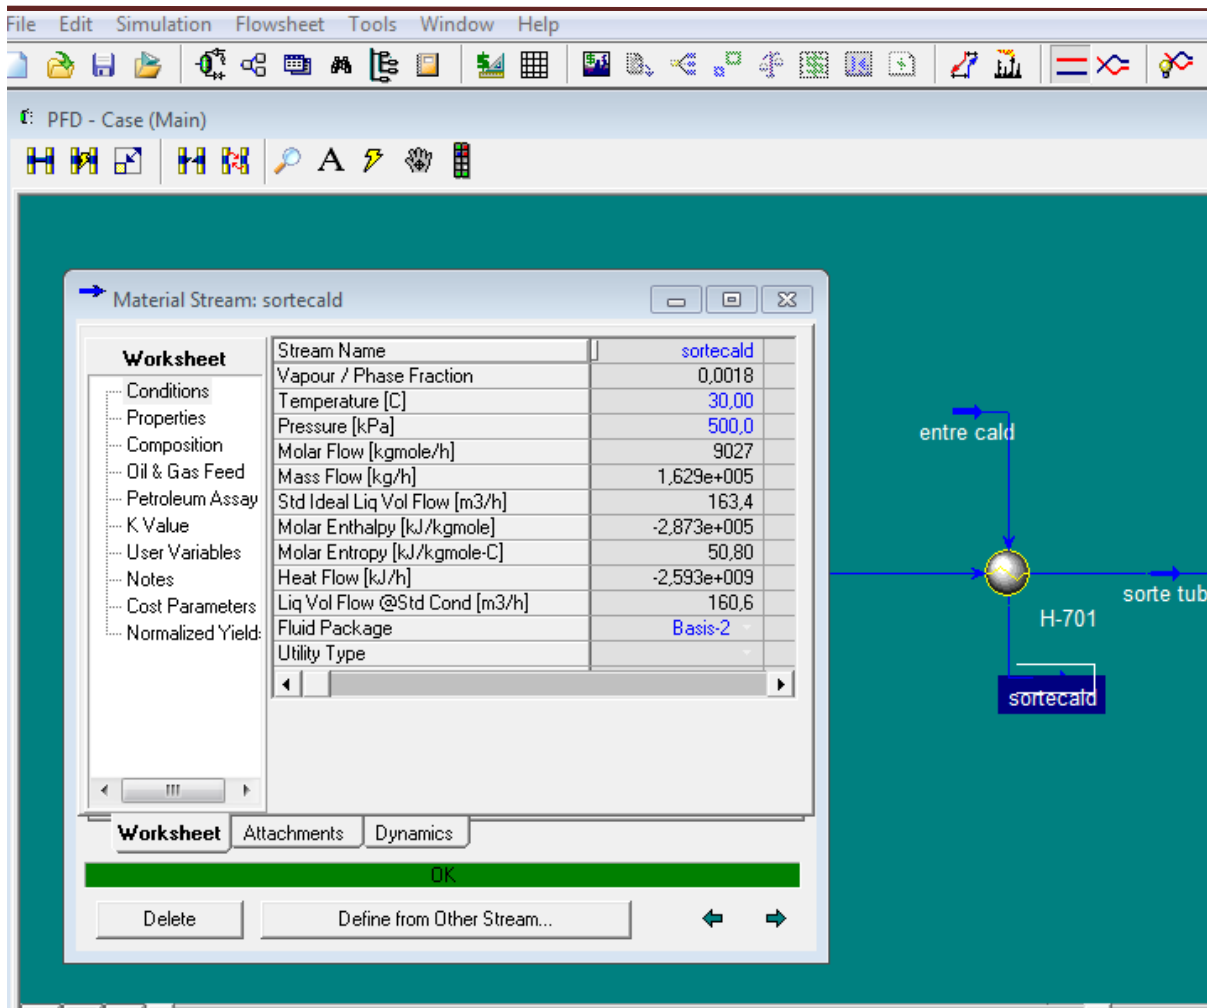 File Edit Simulation Flowsheet Tools Window Help
PFD - Case (Main)
A
Material Stream: sortecald
Worksheet
Conditions
Properties
Composition
Oil & Gas Feed
Petroleum Assay
K Value
User Variables
Notes
Cost Parameters
Normalized Yield:
Stream Name sortecald
Vapour / Phase Fraction 0,0018
Temperature [C] 30,00
Pressure [kPa] 500,0
Molar Flow [kgmole/h] 9027
Mass Flow [kg/h] 1,629e+005
Std Ideal Liq Vol Flow [m3/h] 163,4
Molar Enthalpy [kJ/kgmole] -2,873e+005
Molar Entropy [kJ/kgmole-C] 50,80
Heat Flow [kJ/h] -2,593e+009
Liq Vol Flow @Std Cond [m3/h] 160,6
Fluid Package Basis-2
Utility Type
Worksheet Attachments Dynamics
OK
Delete Define from Other Stream...
entre cald
sorte tub
H-701
sortecald